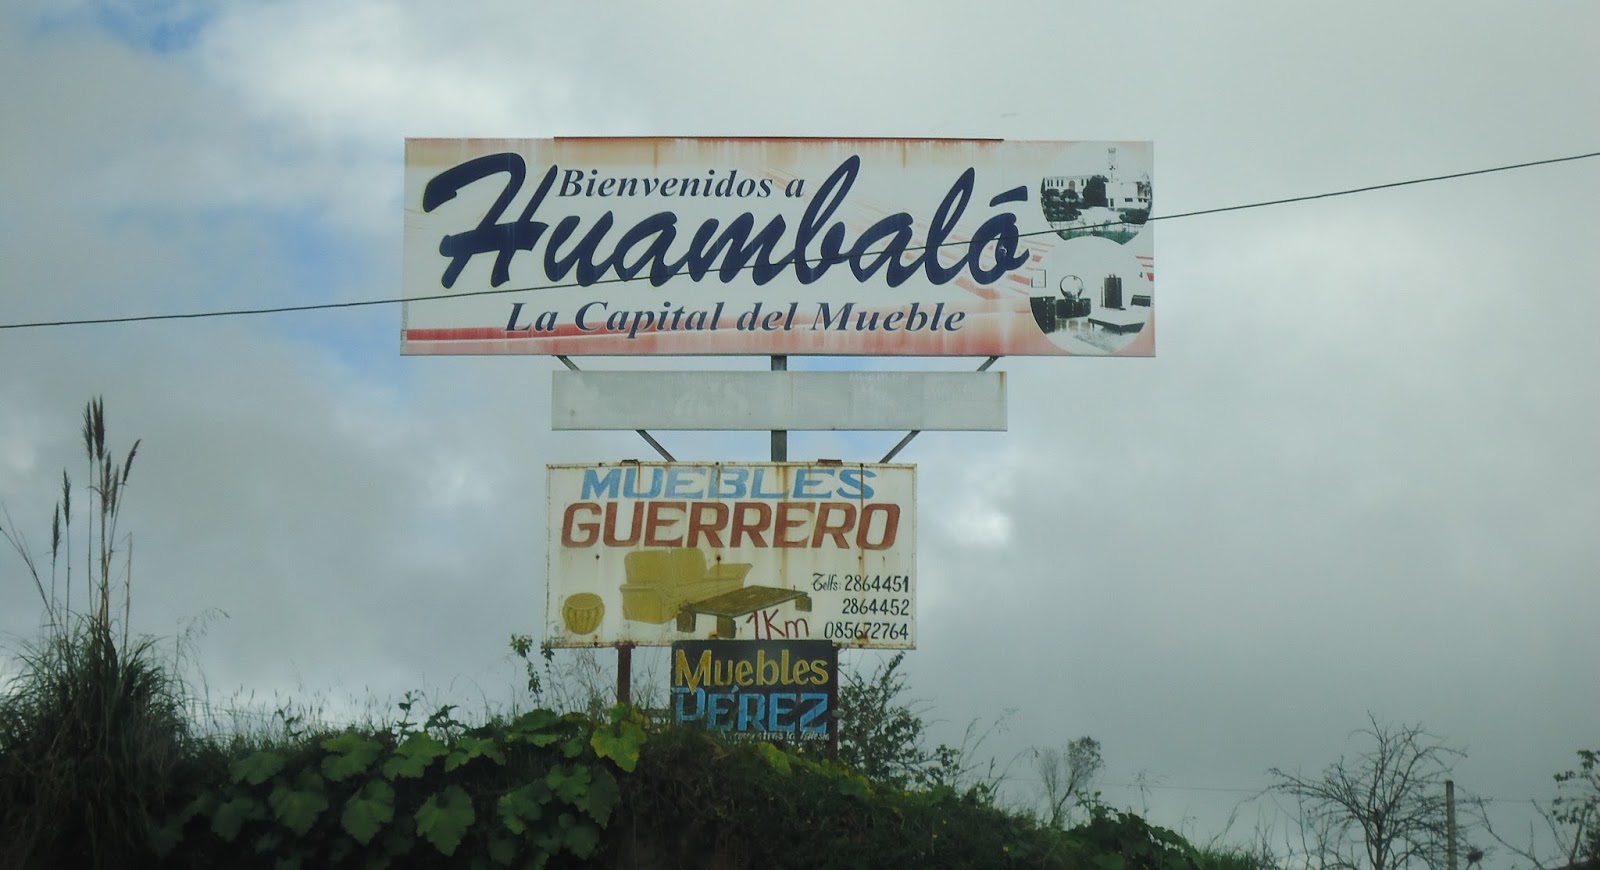 Bienvenidos a
Huambaló
La Capital del Mueble
MUEBLES
GUERRERO
Telfs: 2864451
2864452
1Km 085672764
Muebles
PÉREZ